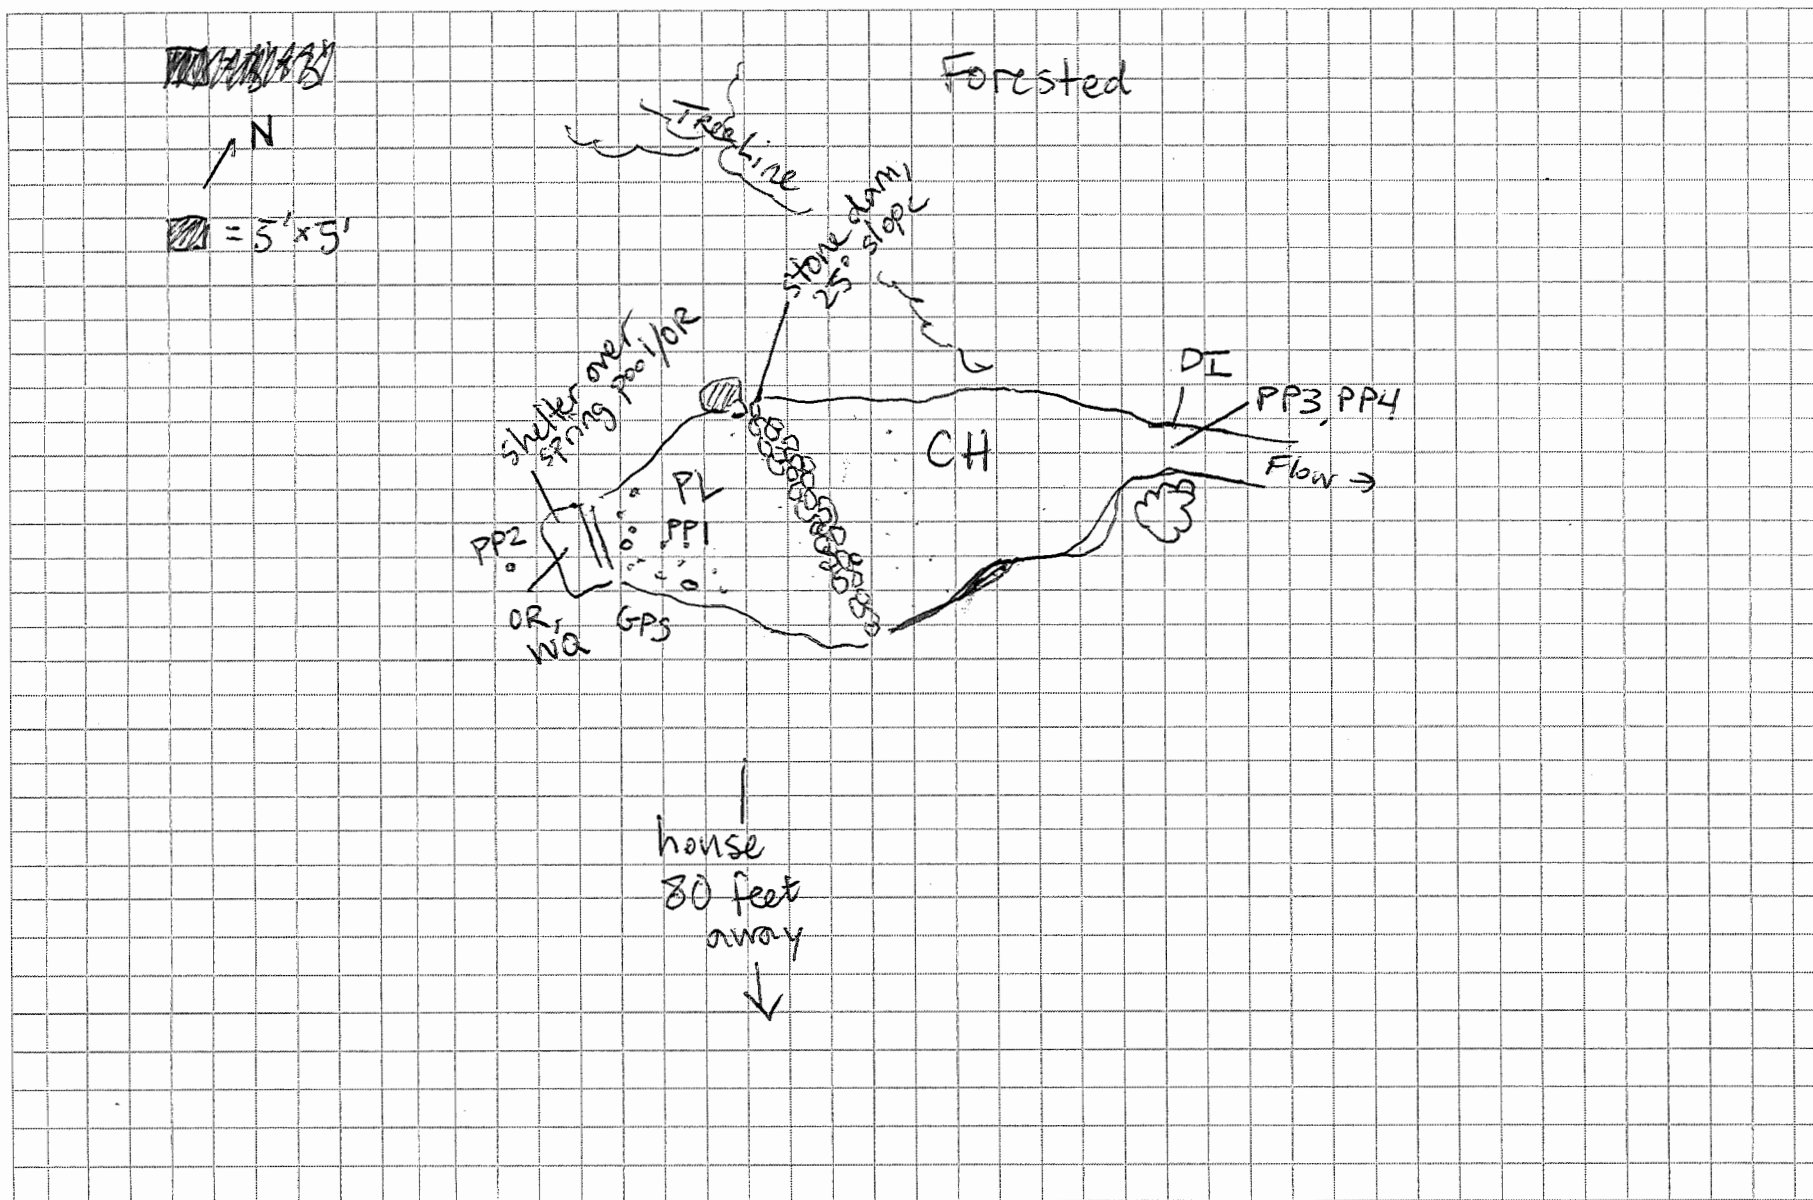 Forested
N
= 5'x5'
Tree Line
stone dam,
25° slope
shelter over
spring pool/OR
DI
PP3, PP4
CH
Flow →
PL
PP1
PP2
OR,
WQ
GPS
house
80 feet
away